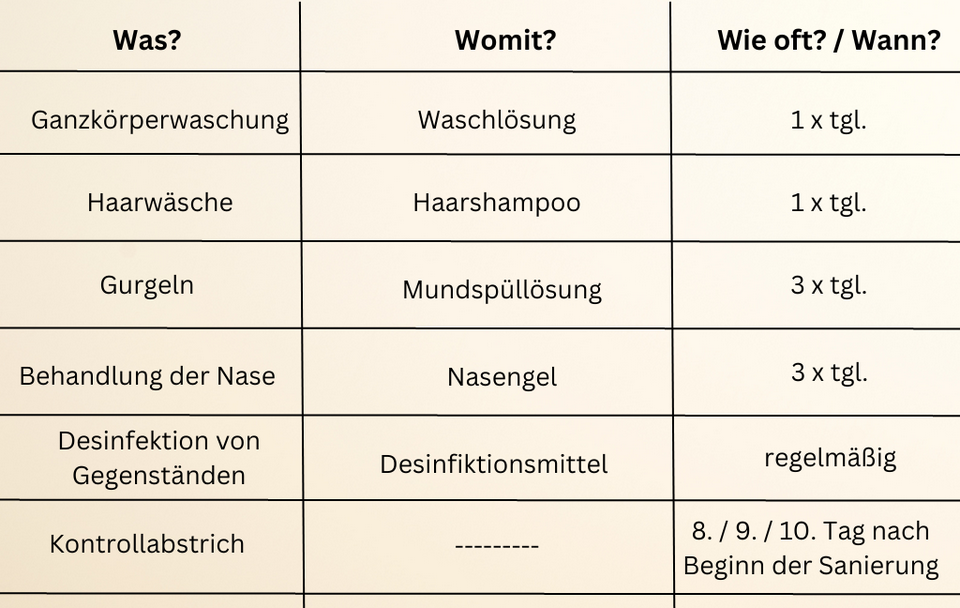 Was? Womit? Wie oft? / Wann?
Ganzkörperwaschung Waschlösung 1 x tgl.
Haarwäsche Haarshampoo 1 x tgl.
Gurgeln Mundspüllösung 3 x tgl.
Behandlung der Nase Nasengel 3 x tgl.
Desinfektion von
Gegenständen Desinfiktionsmittel regelmäßig
Kontrollabstrich --------- 8. / 9. / 10. Tag nach
Beginn der Sanierung